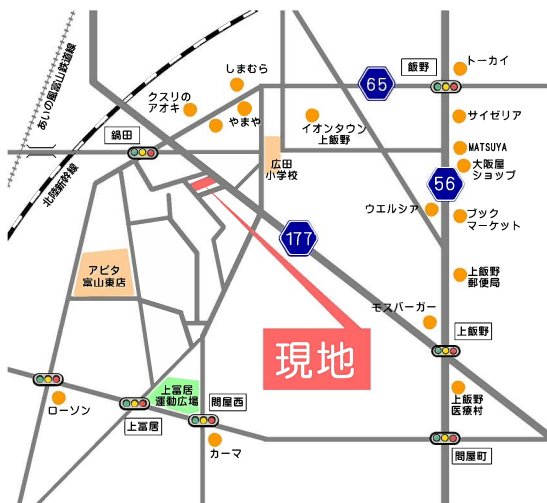 あいの風富山鉄道線
北陸新幹線
しまむら
クスリの
アオキ
やまや
鍋田
イオンタウン
上飯野
広田
小学校
65
飯野
トーカイ
サイゼリア
MATSUYA
大阪屋
ショップ
56
ウエルシア
ブック
マーケット
177
アピタ
富山東店
上飯野
郵便局
モスバーガー
上飯野
現地
上冨居
運動広場
問屋西
上飯野
医療村
ローソン
上冨居
カーマ
問屋町